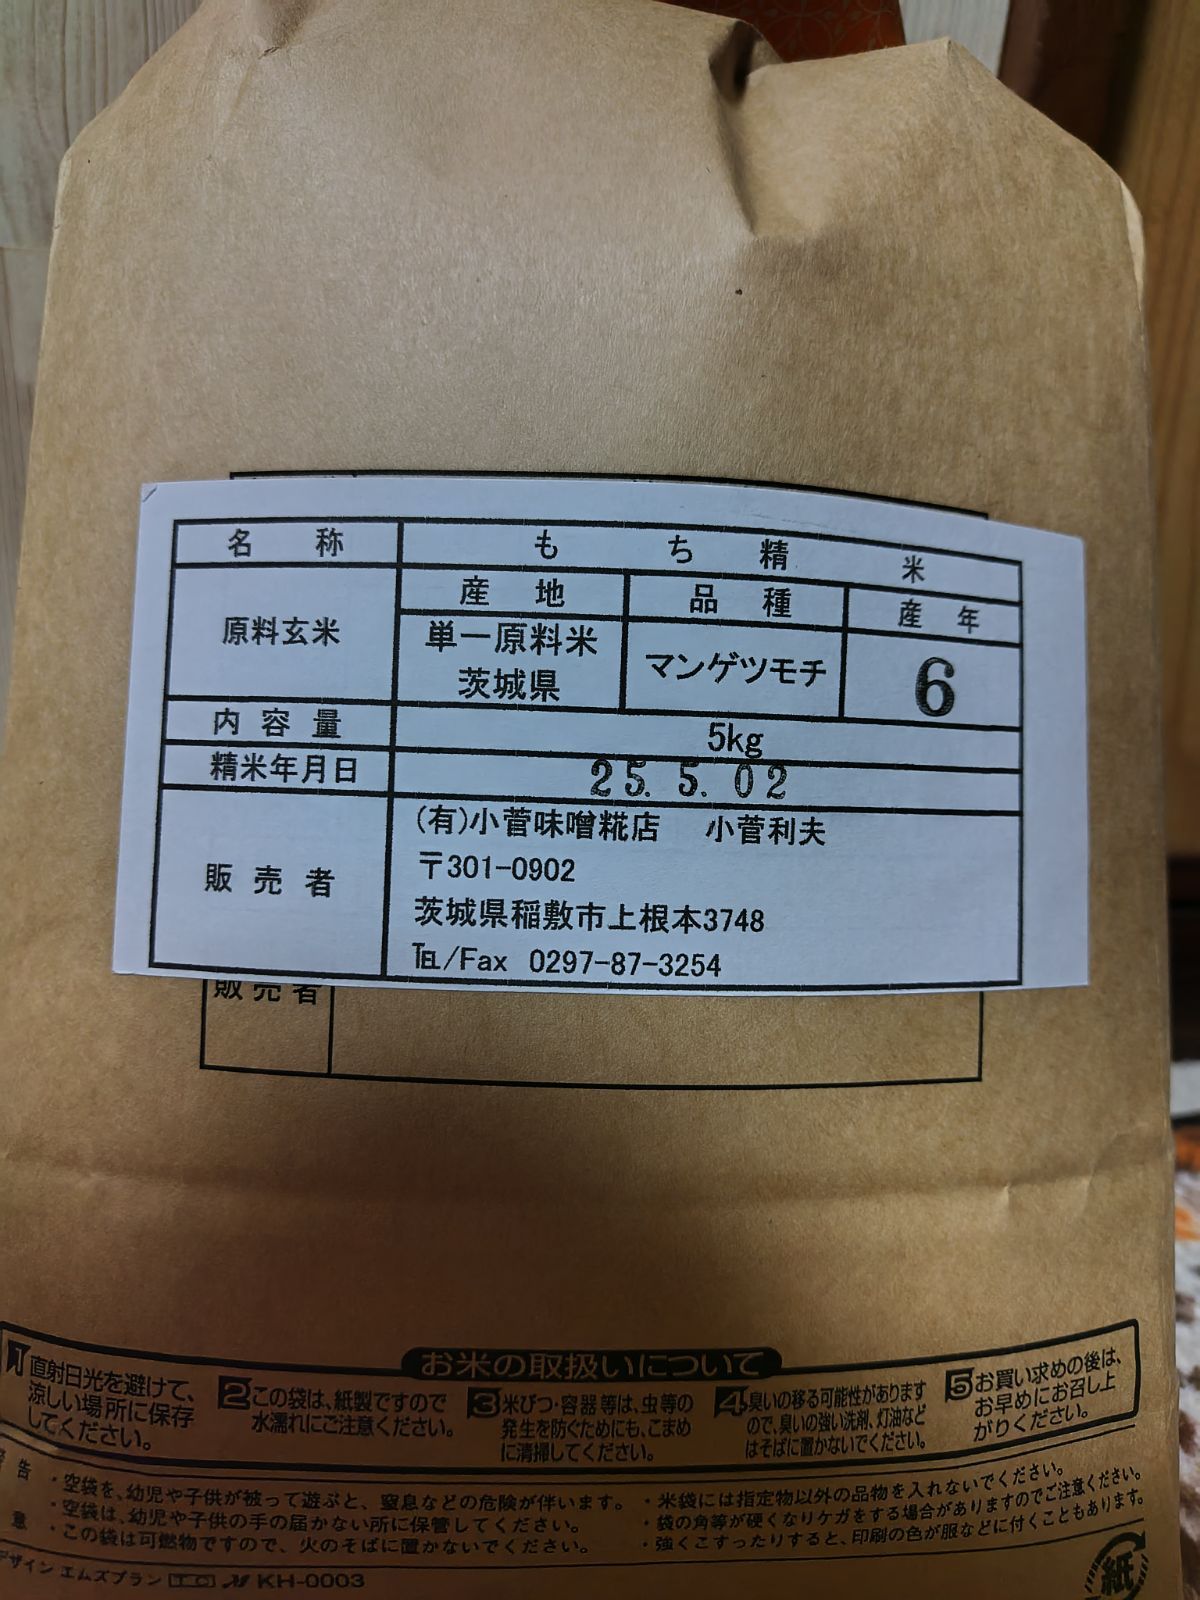 名称 もち精米
原料玄米
産地 品種 産年
単一原料米 茨城県 マンゲツモチ 6
内容量 5kg
精米年月日 25.5.02
販売者
(有)小菅味噌糀店 小菅利夫
〒301-0902
茨城県稲敷市上根本3748
℡/Fax 0297-87-3254
販売者
お米の取扱いについて
1 直射日光を避けて、
涼しい場所に保存
してください。
2 この袋は、紙製ですので
水濡れにご注意ください。
3 米びつ・容器等は、虫等の
発生を防ぐためにも、こまめ
に清掃してください。
4 臭いの移る可能性があります
ので、臭いの強い洗剤、灯油など
はそばに置かないでください。
5 お買い求めの後は、
お早めにお召し上
がりください。
警告
・空袋を、幼児や子供が被って遊ぶと、窒息などの危険が伴います。
・空袋は、幼児や子供の手の届かない所に保管してください。
意
・この袋は可燃物ですので、火のそばに置かないでください。
・米袋には指定物以外の品物を入れないでください。
・袋の角等が硬くなりケガをする場合がありますのでご注意ください。
・強くこすったりすると、印刷の色が服などに付くこともあります。
デザイン エムズプラン KH-0003
紙